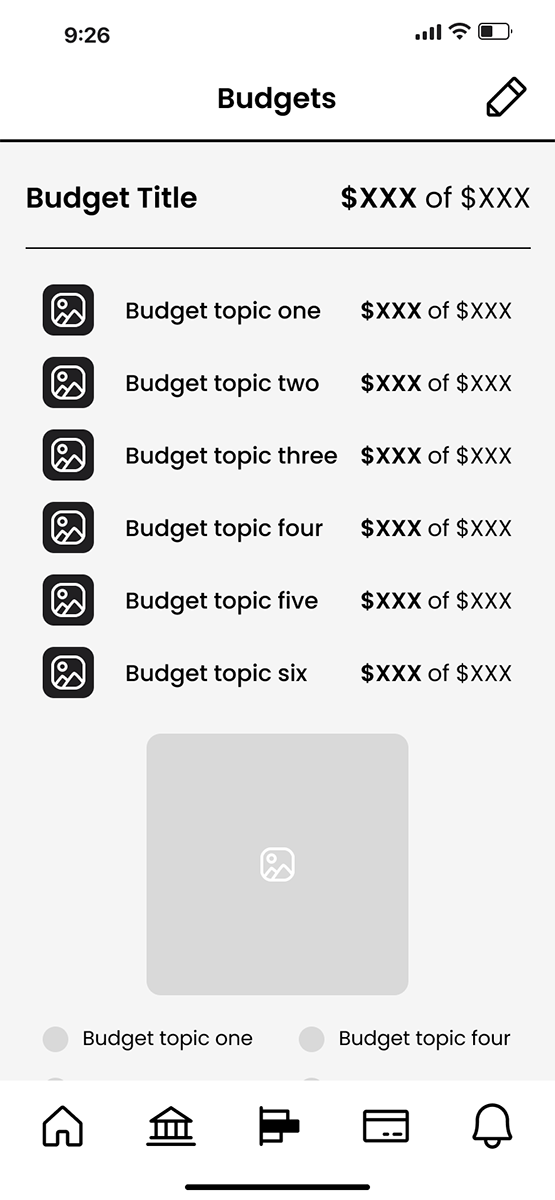 9:26
Budgets
Budget Title $XXX of $XXX
Budget topic one $XXX of $XXX
Budget topic two $XXX of $XXX
Budget topic three $XXX of $XXX
Budget topic four $XXX of $XXX
Budget topic five $XXX of $XXX
Budget topic six $XXX of $XXX
Budget topic one Budget topic four